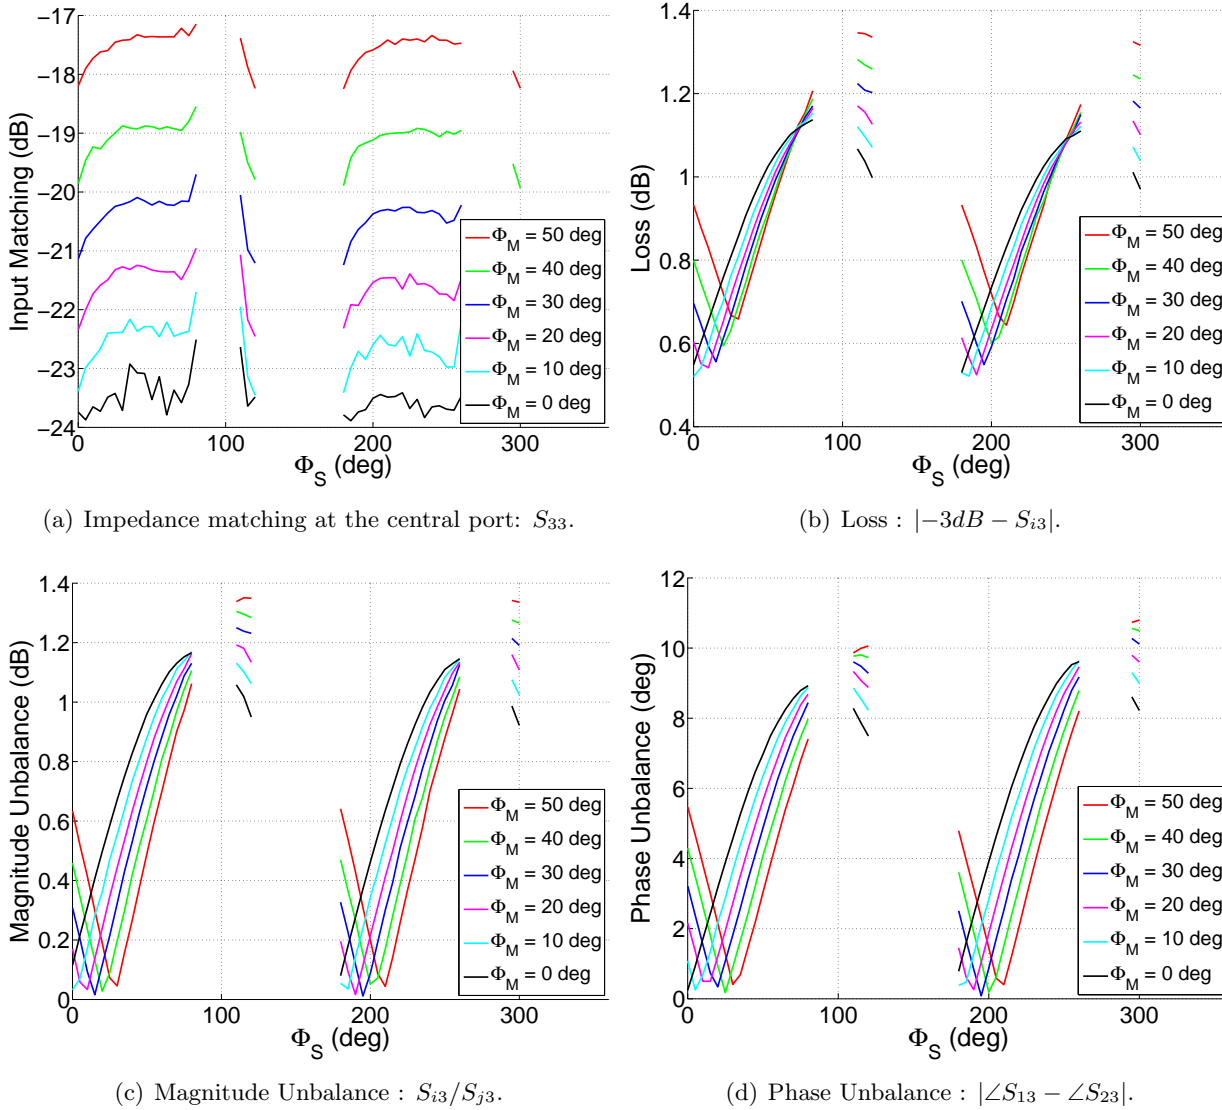 −17
−18
−19
−20
−21
−22
−23
−24
0
100
200
300
Input Matching (dB)
Φ_S (deg)
Φ_M = 50 deg
Φ_M = 40 deg
Φ_M = 30 deg
Φ_M = 20 deg
Φ_M = 10 deg
Φ_M = 0 deg
(a) Impedance matching at the central port: S_33.
1.4
1.2
1
0.8
0.6
0.4
0
100
200
300
Loss (dB)
Φ_S (deg)
Φ_M = 50 deg
Φ_M = 40 deg
Φ_M = 30 deg
Φ_M = 20 deg
Φ_M = 10 deg
Φ_M = 0 deg
(b) Loss : |−3dB − S_i3|.
1.4
1.2
1
0.8
0.6
0.4
0.2
0
0
100
200
300
Magnitude Unbalance (dB)
Φ_S (deg)
Φ_M = 50 deg
Φ_M = 40 deg
Φ_M = 30 deg
Φ_M = 20 deg
Φ_M = 10 deg
Φ_M = 0 deg
(c) Magnitude Unbalance : S_i3/S_j3.
12
10
8
6
4
2
0
0
100
200
300
Phase Unbalance (deg)
Φ_S (deg)
Φ_M = 50 deg
Φ_M = 40 deg
Φ_M = 30 deg
Φ_M = 20 deg
Φ_M = 10 deg
Φ_M = 0 deg
(d) Phase Unbalance : |∠S_13 − ∠S_23|.